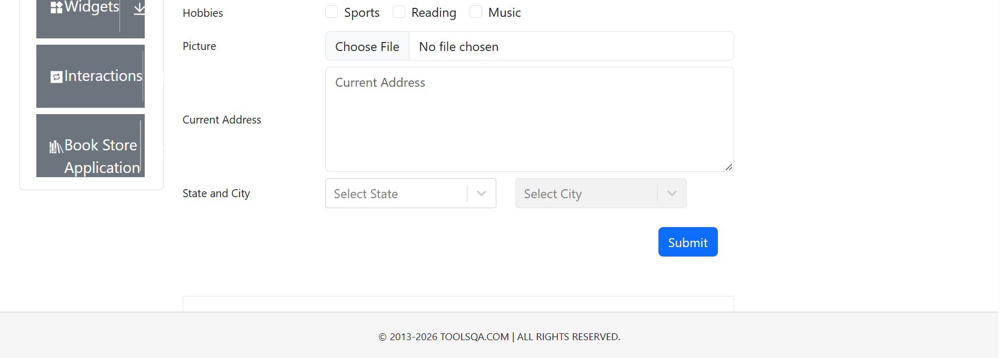 Widgets
Interactions
Book Store
Application
Hobbies
Sports Reading Music
Picture
Choose File No file chosen
Current Address
Current Address
State and City
Select State Select City
Submit
© 2013-2026 TOOLSQA.COM | ALL RIGHTS RESERVED.